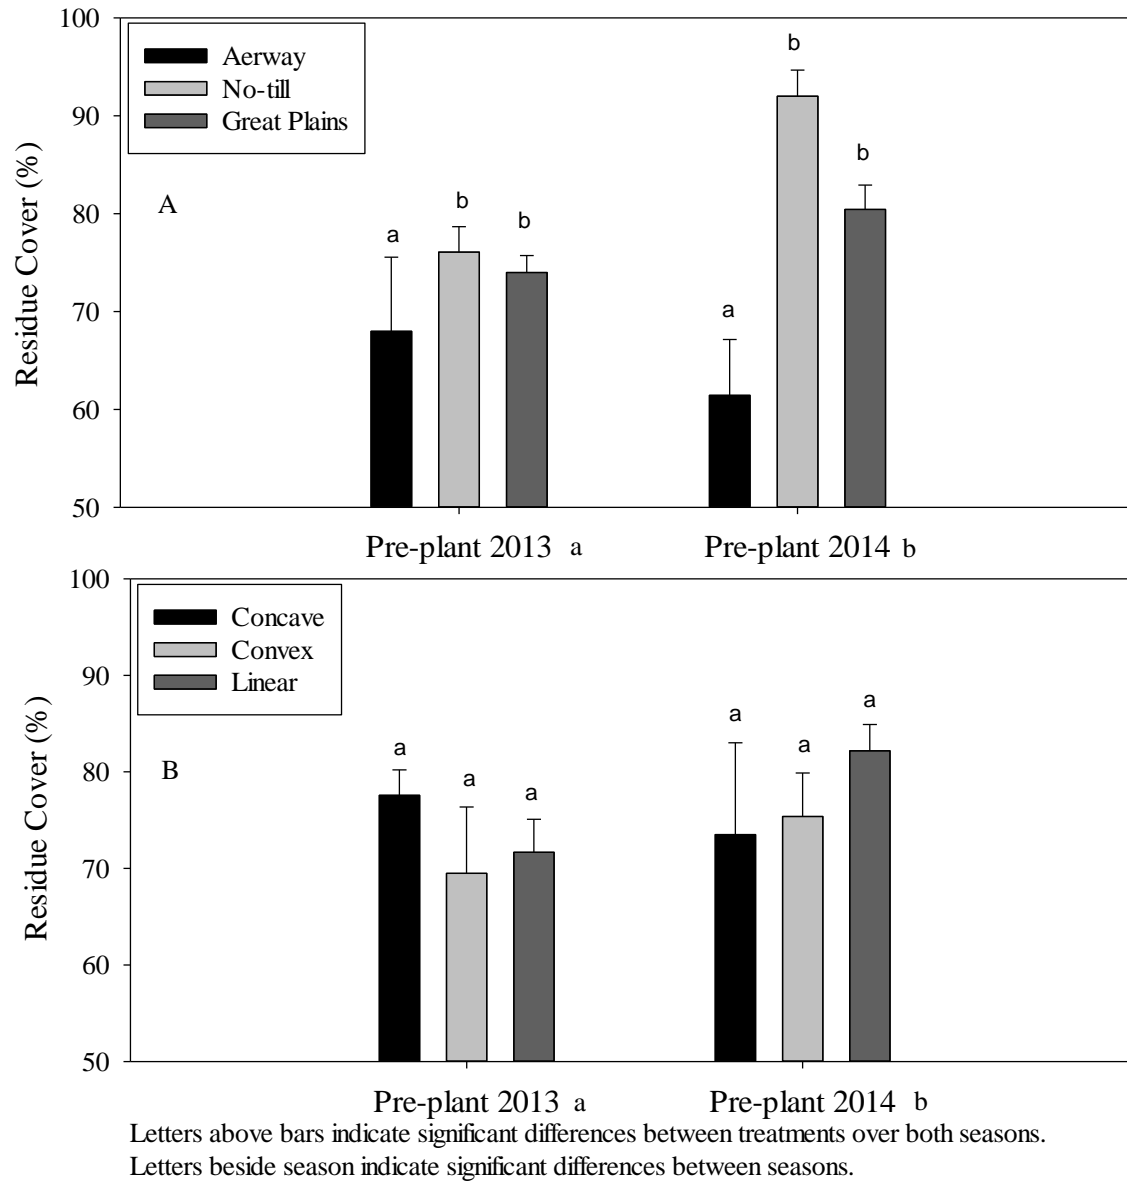 100
90
80
70
60
50
Residue Cover (%)
Aerway
No-till
Great Plains
A
a
b
b
a
b
b
Pre-plant 2013 a
Pre-plant 2014 b
100
90
80
70
60
50
Residue Cover (%)
Concave
Convex
Linear
B
a
a
a
a
a
a
Pre-plant 2013 a
Pre-plant 2014 b
Letters above bars indicate significant differences between treatments over both seasons.
Letters beside season indicate significant differences between seasons.